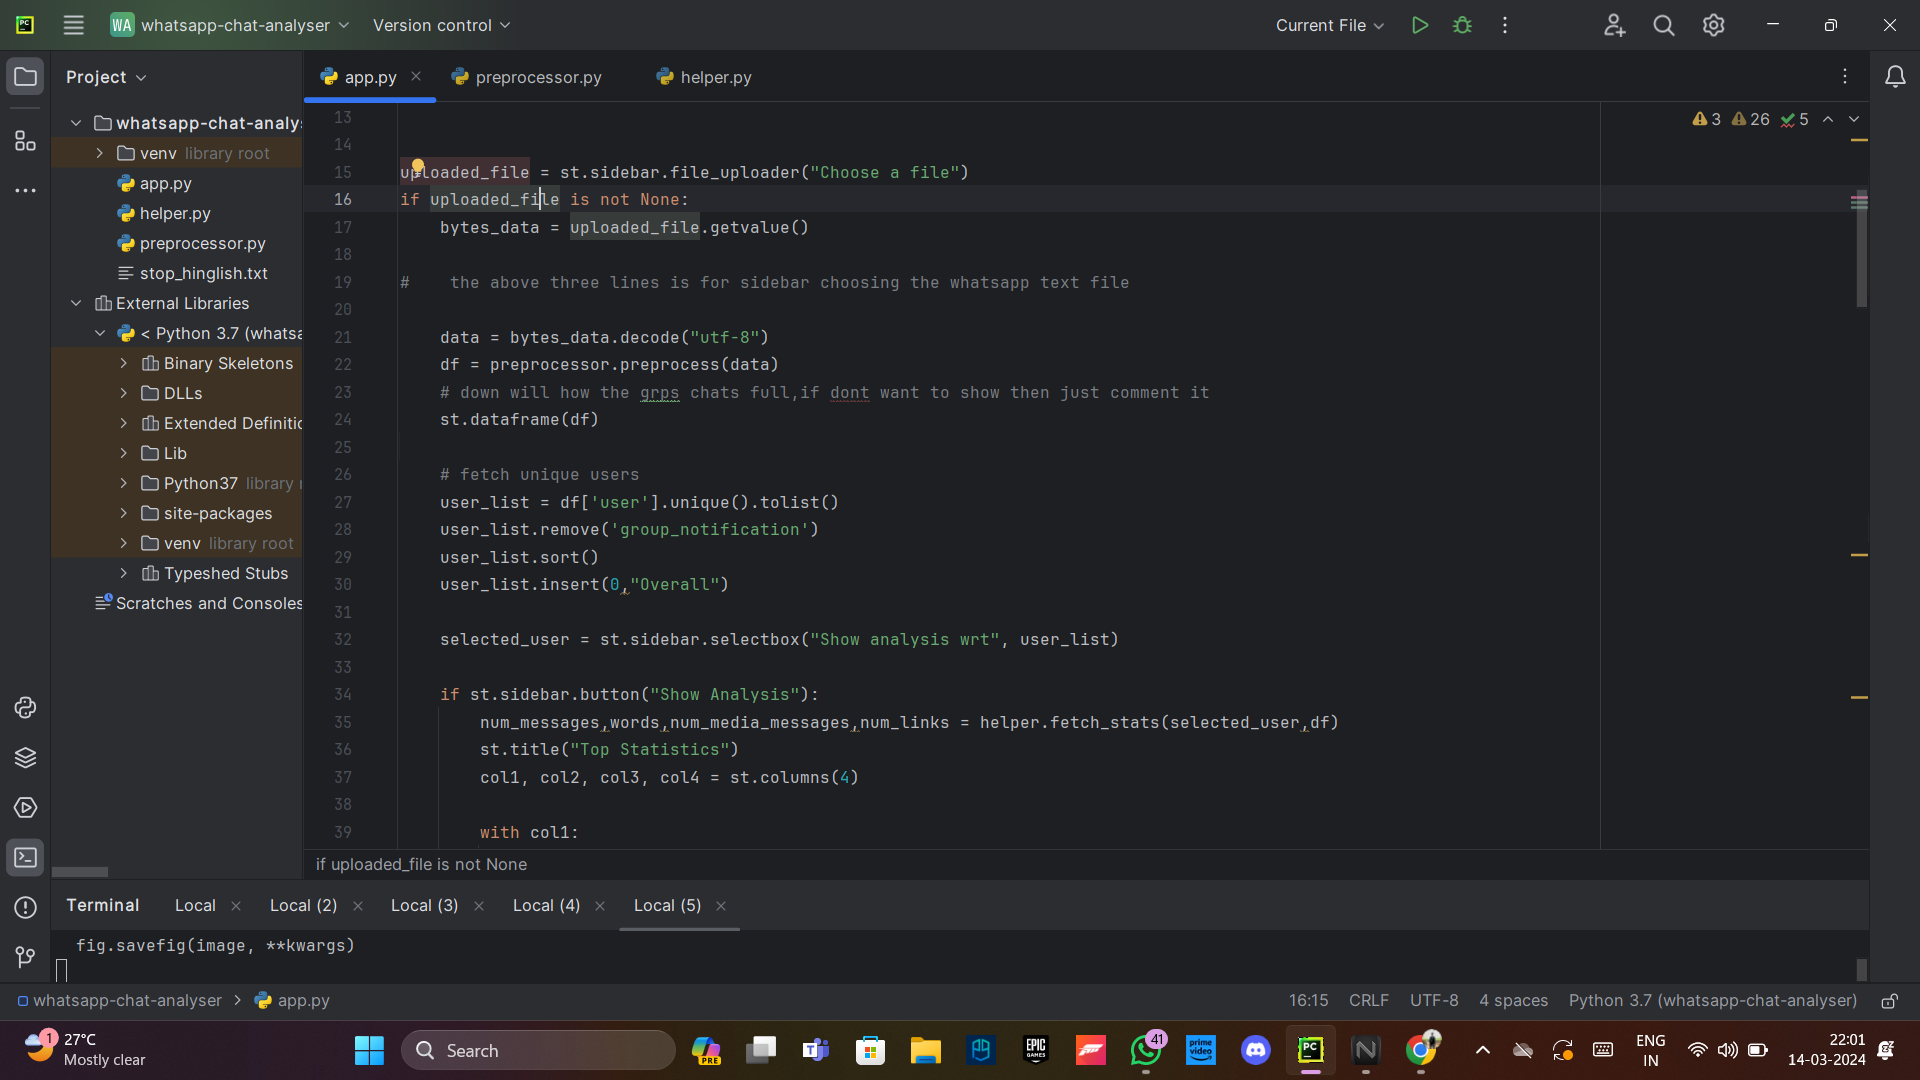 PC
WA whatsapp-chat-analyser
Version control
Current File
Project
app.py
preprocessor.py
helper.py
whatsapp-chat-analys
venv library root
app.py
helper.py
preprocessor.py
stop_hinglish.txt
External Libraries
< Python 3.7 (whatsa
Binary Skeletons
DLLs
Extended Definitic
Lib
Python37 library r
site-packages
venv library root
Typeshed Stubs
Scratches and Consoles
3 26 5
13
14
15 uploaded_file = st.sidebar.file_uploader("Choose a file")
16 if uploaded_file is not None:
17 bytes_data = uploaded_file.getvalue()
18
19 # the above three lines is for sidebar choosing the whatsapp text file
20
21 data = bytes_data.decode("utf-8")
22 df = preprocessor.preprocess(data)
23 # down will how the grps chats full,if dont want to show then just comment it
24 st.dataframe(df)
25
26 # fetch unique users
27 user_list = df['user'].unique().tolist()
28 user_list.remove('group_notification')
29 user_list.sort()
30 user_list.insert(0,"Overall")
31
32 selected_user = st.sidebar.selectbox("Show analysis wrt", user_list)
33
34 if st.sidebar.button("Show Analysis"):
35 num_messages,words,num_media_messages,num_links = helper.fetch_stats(selected_user,df)
36 st.title("Top Statistics")
37 col1, col2, col3, col4 = st.columns(4)
38
39 with col1:
if uploaded_file is not None
Terminal Local Local (2) Local (3) Local (4) Local (5)
fig.savefig(image, **kwargs)
whatsapp-chat-analyser > app.py
16:15 CRLF UTF-8 4 spaces Python 3.7 (whatsapp-chat-analyser)
1
27°C
Mostly clear
Search
PRE
EPIC GAMES
41
prime video
PC
N
ENG
IN
22:01
14-03-2024